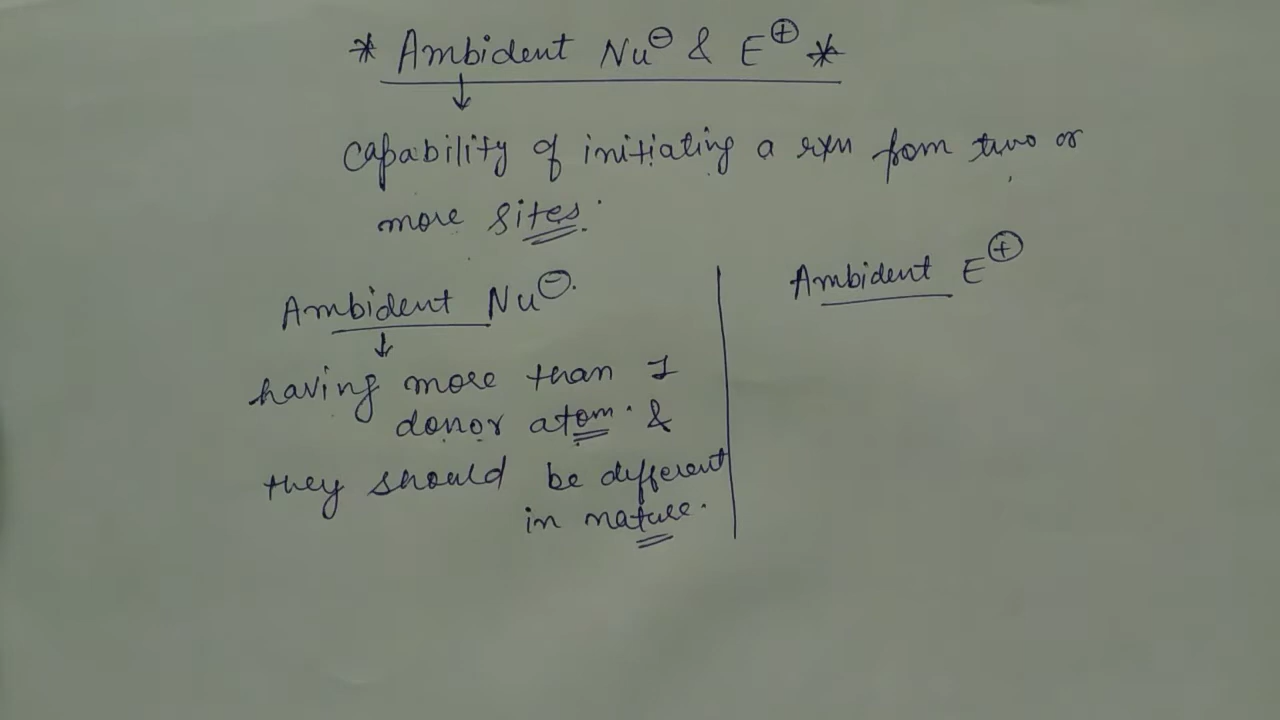 * Ambident Nu⊖ & E⊕ *
↓
capability of initiating a rxn from two or
more sites.
Ambident Nu⊖.
↓
having more than 1
donor atom. &
they should be different
in nature.
Ambident E⊕